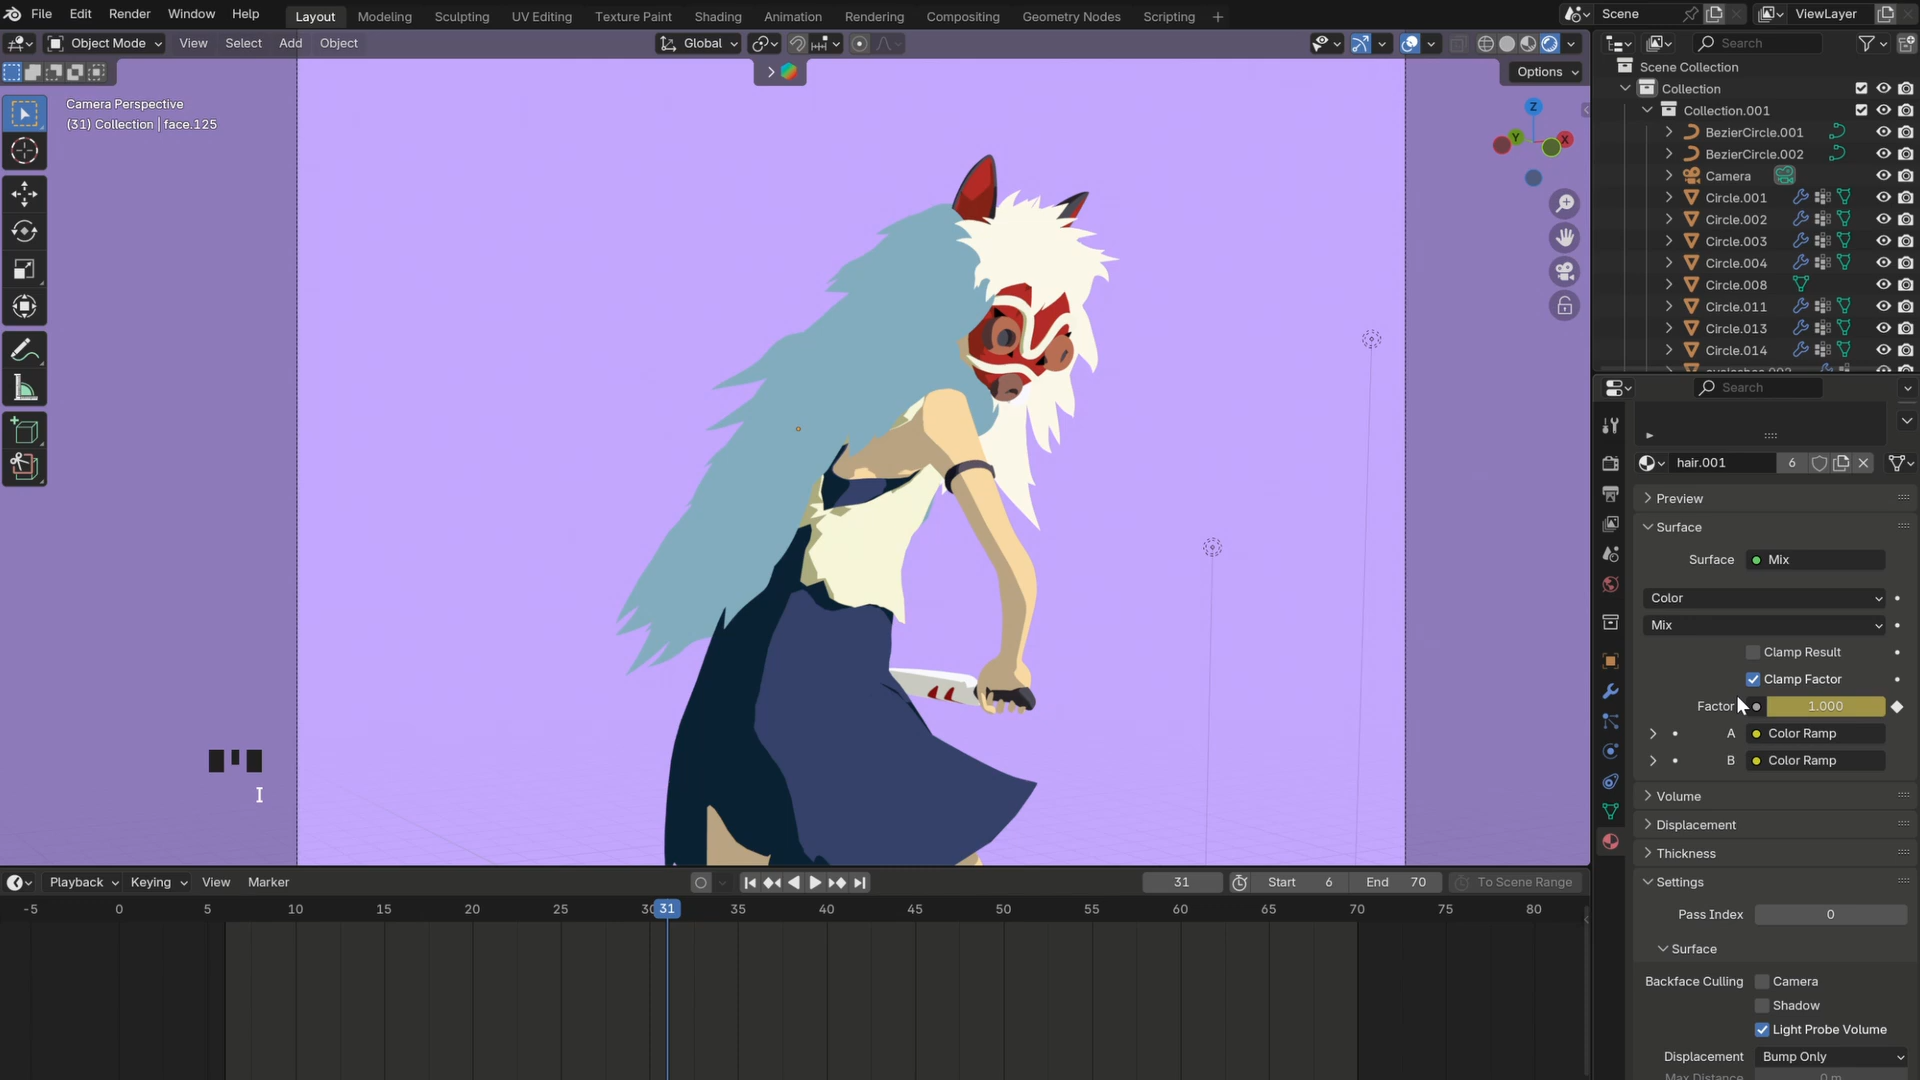 File Edit Render Window Help Layout Modeling Sculpting UV Editing Texture Paint Shading Animation Rendering Compositing Geometry Nodes Scripting + Scene ViewLayer
Object Mode View Select Add Object Global Search
Options
Camera Perspective
(31) Collection | face.125
Z
Y
X
Scene Collection
Collection
Collection.001
BezierCircle.001
BezierCircle.002
Camera
Circle.001
Circle.002
Circle.003
Circle.004
Circle.008
Circle.011
Circle.013
Circle.014
Search
hair.001 6
Preview
Surface
Surface Mix
Color
Mix
Clamp Result
Clamp Factor
Factor 1.000
A Color Ramp
B Color Ramp
Volume
Displacement
Thickness
Settings
Pass Index 0
Surface
Backface Culling Camera
Shadow
Light Probe Volume
Displacement Bump Only
Max Distance 0 m
I
Playback Keying View Marker 31 Start 6 End 70 To Scene Range
-5 0 5 10 15 20 25 30 31 35 40 45 50 55 60 65 70 75 80